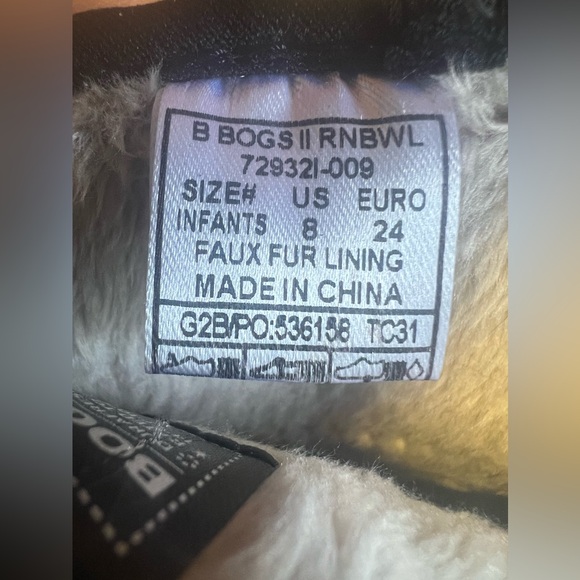 B BOGS II RNBWL
72932I-009
SIZE# US EURO
INFANTS 8 24
FAUX FUR LINING
MADE IN CHINA
G2B/PO:536158 TC31
BOG